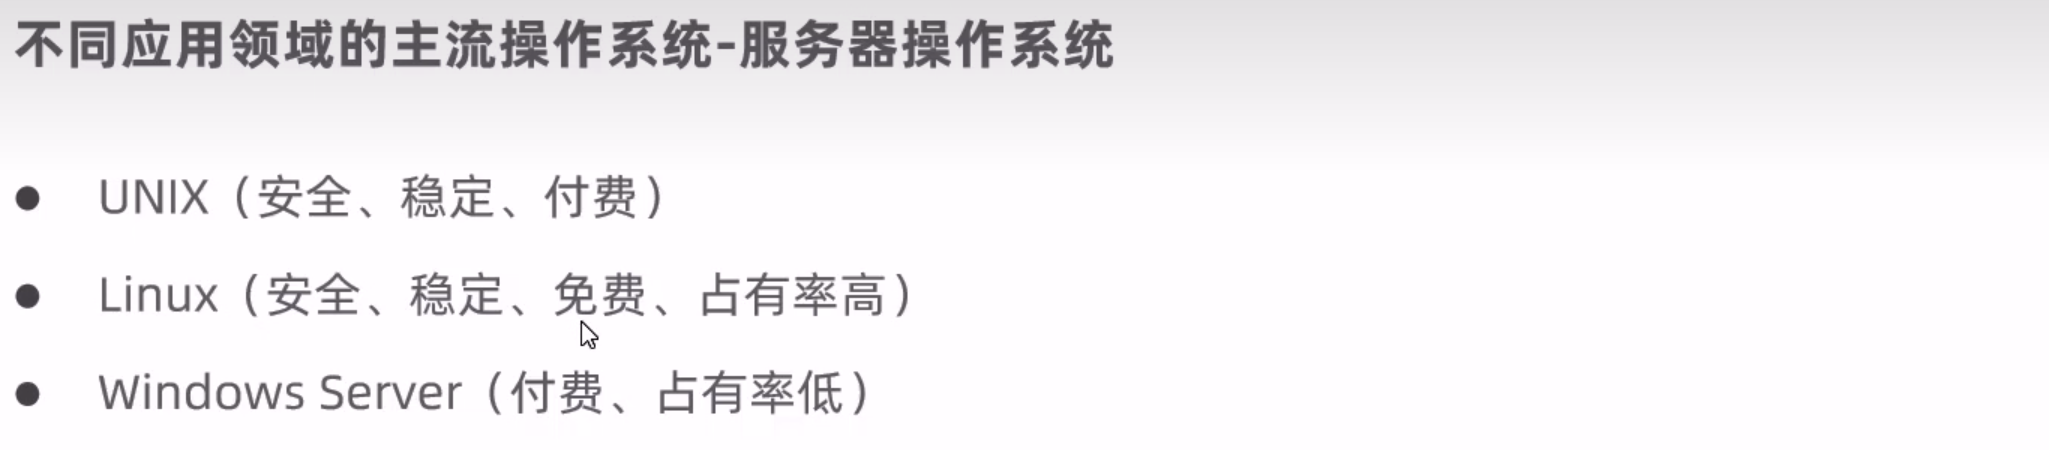 不同应用领域的主流操作系统-服务器操作系统
● UNIX（安全、稳定、付费）
● Linux（安全、稳定、免费、占有率高）
● Windows Server（付费、占有率低）